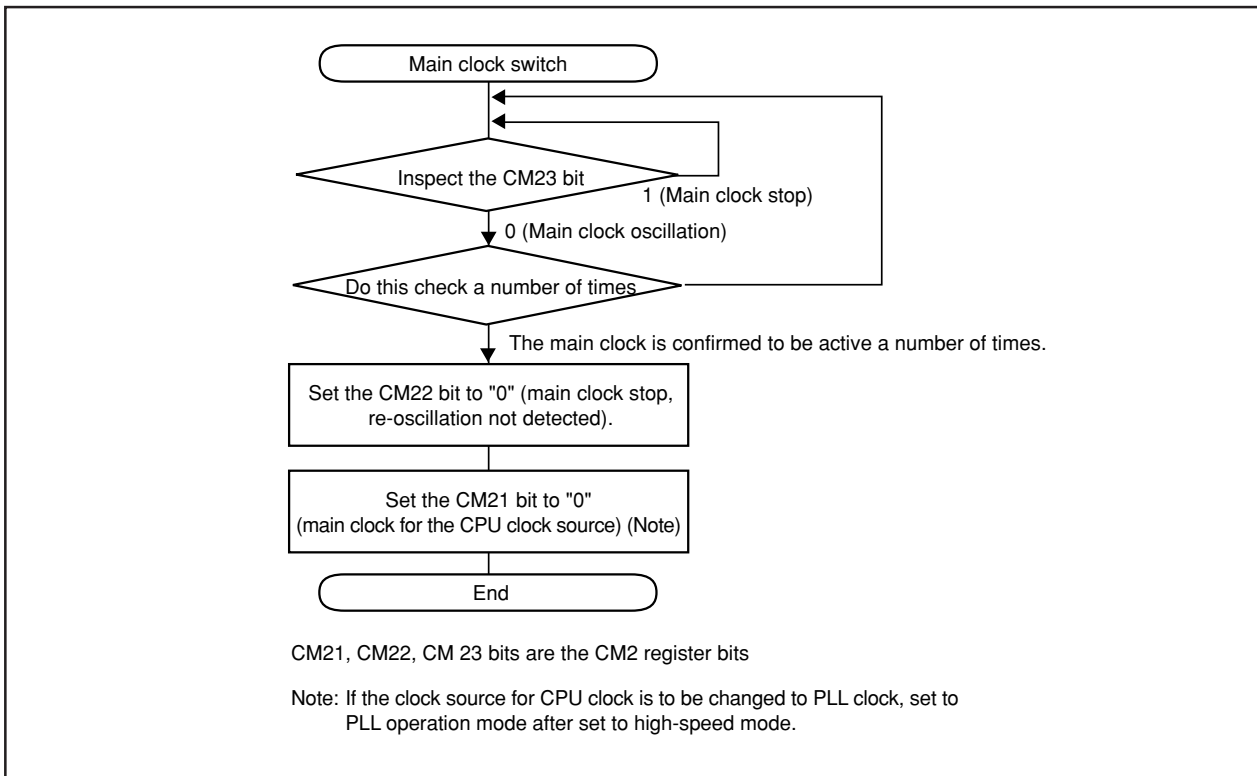 Main clock switch
Inspect the CM23 bit
1 (Main clock stop)
0 (Main clock oscillation)
Do this check a number of times
The main clock is confirmed to be active a number of times.
Set the CM22 bit to "0" (main clock stop,
re-oscillation not detected).
Set the CM21 bit to "0"
(main clock for the CPU clock source) (Note)
End
CM21, CM22, CM 23 bits are the CM2 register bits
Note: If the clock source for CPU clock is to be changed to PLL clock, set to
PLL operation mode after set to high-speed mode.